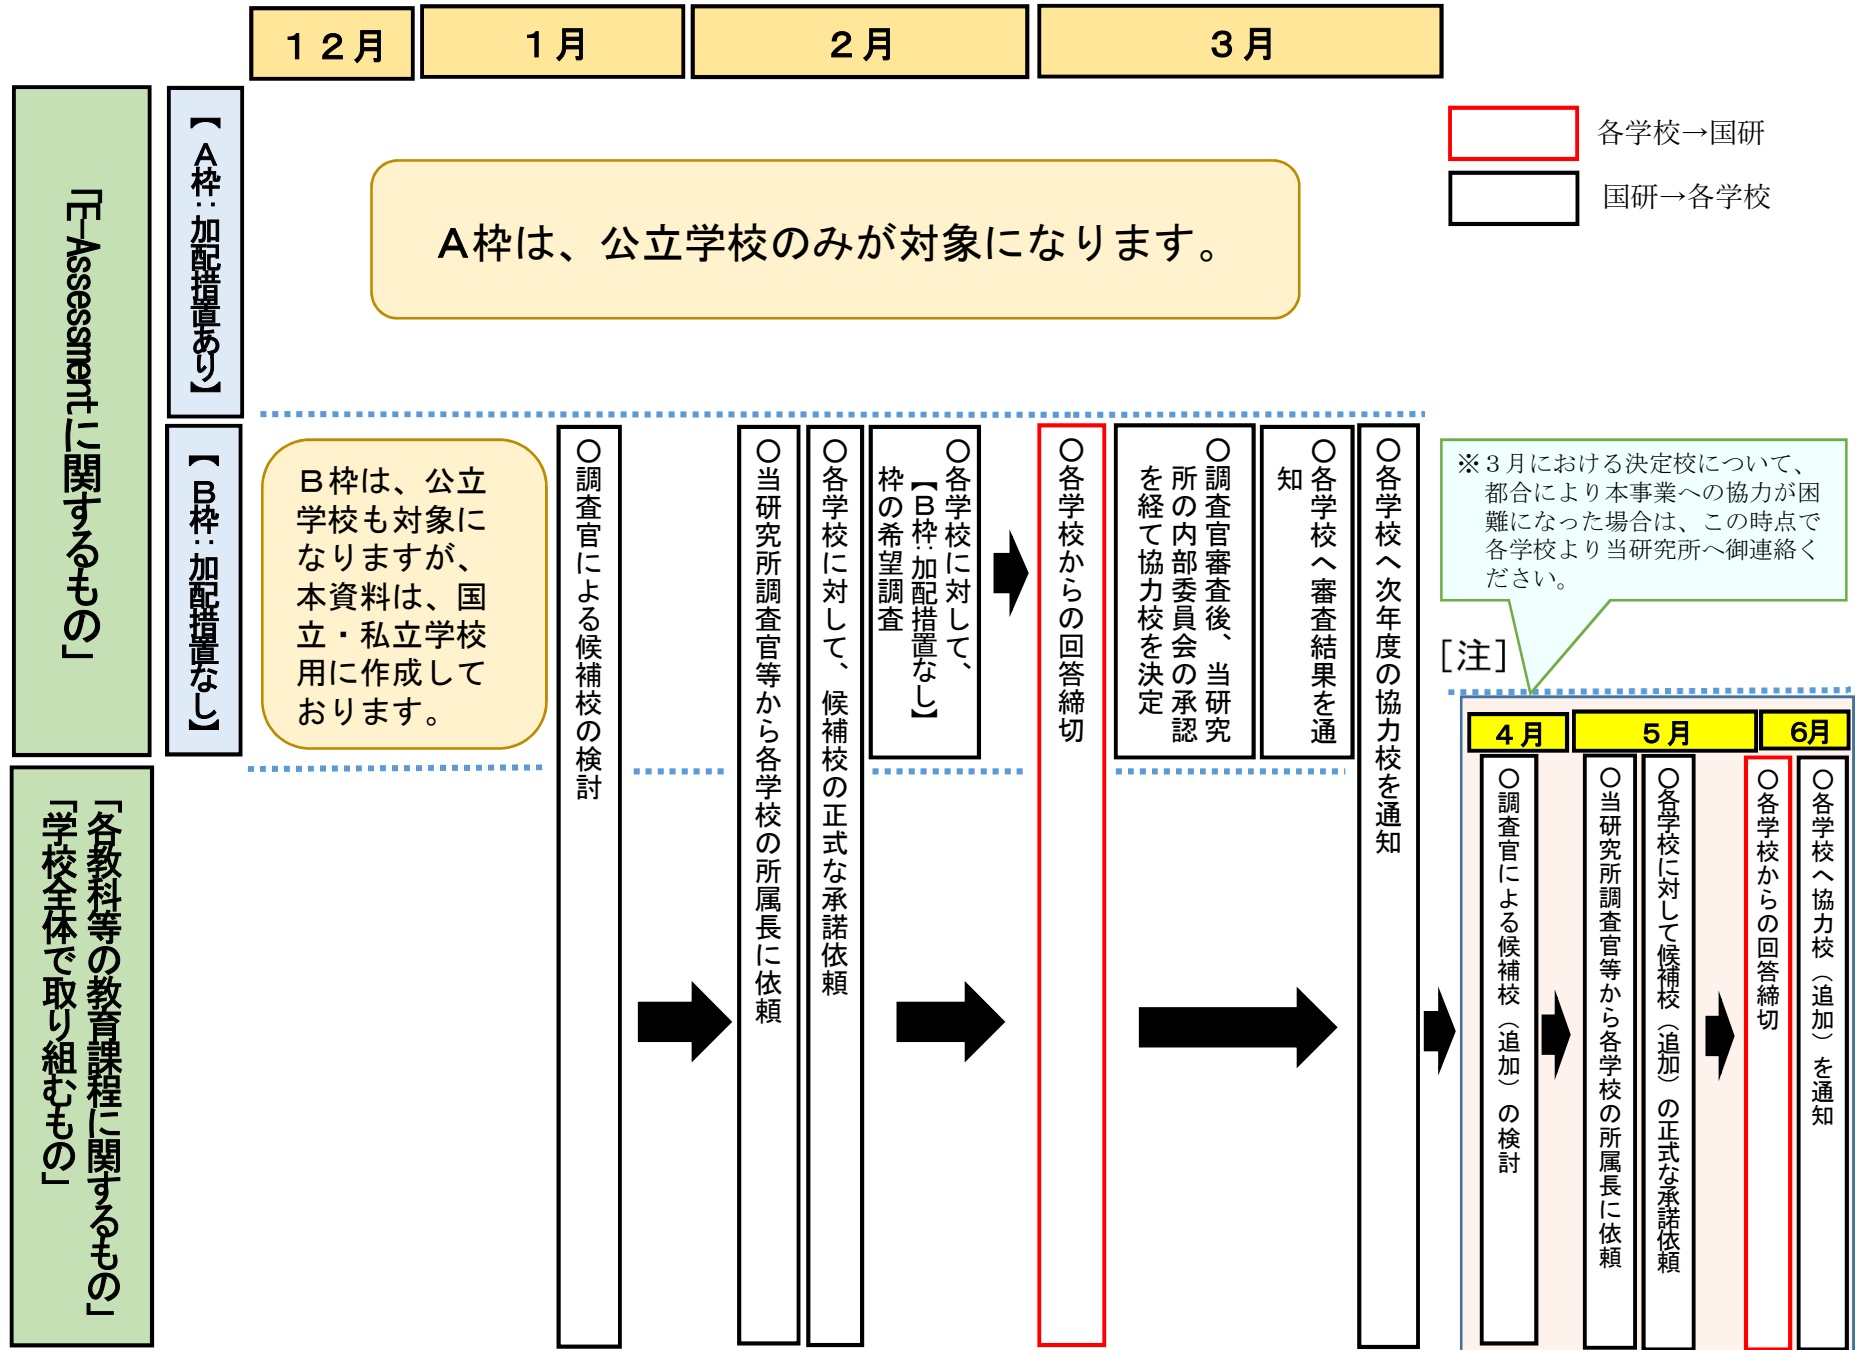 １２月
１月
２月
３月
各学校→国研
国研→各学校
「E-Assessmentに関するもの」
【Ａ枠：加配措置あり】
Ａ枠は、公立学校のみが対象になります。
【Ｂ枠：加配措置なし】
Ｂ枠は、公立
学校も対象に
なりますが、
本資料は、国
立・私立学校
用に作成して
おります。
○調査官による候補校の検討
○当研究所調査官等から各学校の所属長に依頼
○各学校に対して、候補校の正式な承諾依頼
○各学校に対して、
【Ｂ枠：加配措置なし】
枠の希望調査
○各学校からの回答締切
○調査官審査後、当研究
所の内部委員会の承認
を経て協力校を決定
○各学校へ審査結果を通
知
○各学校へ次年度の協力校を通知
※３月における決定校について、
都合により本事業への協力が困
難になった場合は、この時点で
各学校より当研究所へ御連絡く
ださい。
［注］
４月
５月
６月
○調査官による候補校（追加）の検討
○当研究所調査官等から各学校の所属長に依頼
○各学校に対して候補校（追加）の正式な承諾依頼
○各学校からの回答締切
○各学校へ協力校（追加）を通知
「各教科等の教育課程に関するもの」
「学校全体で取り組むもの」